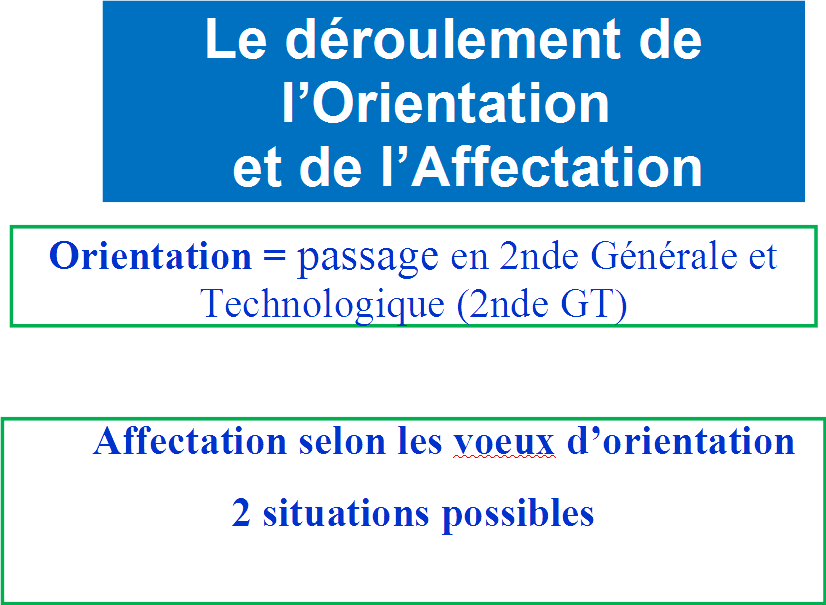 Le déroulement de
l’Orientation
et de l’Affectation
Orientation = passage en 2nde Générale et
Technologique (2nde GT)
Affectation selon les voeux d’orientation
2 situations possibles